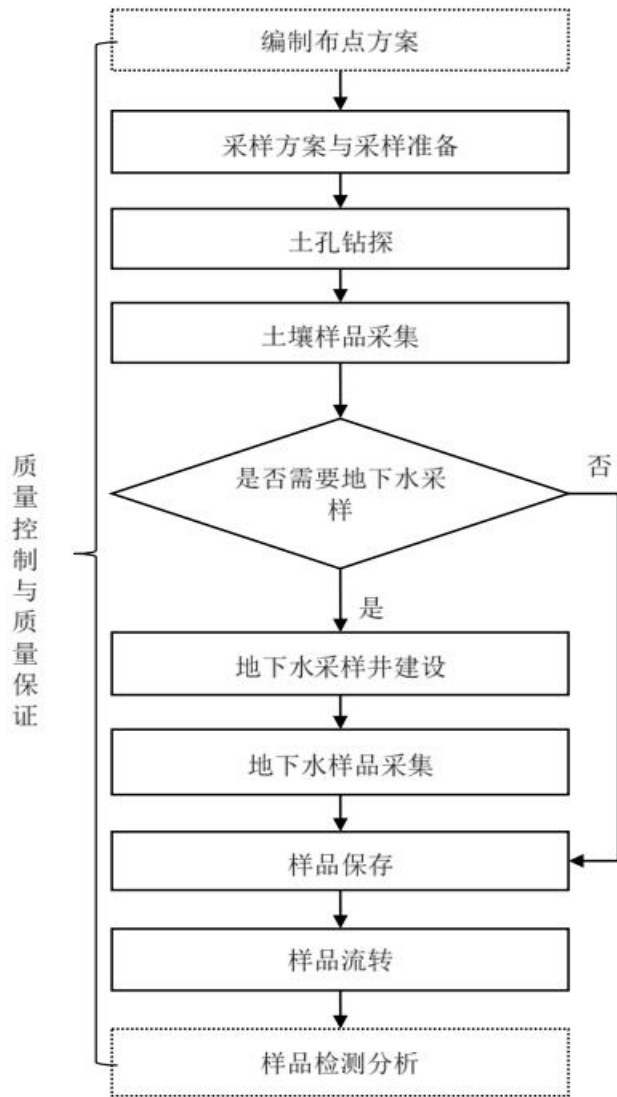 编制布点方案
采样方案与采样准备
土孔钻探
土壤样品采集
是否需要地下水采
样
否
是
地下水采样井建设
地下水样品采集
样品保存
样品流转
样品检测分析
质量控制与质量保证